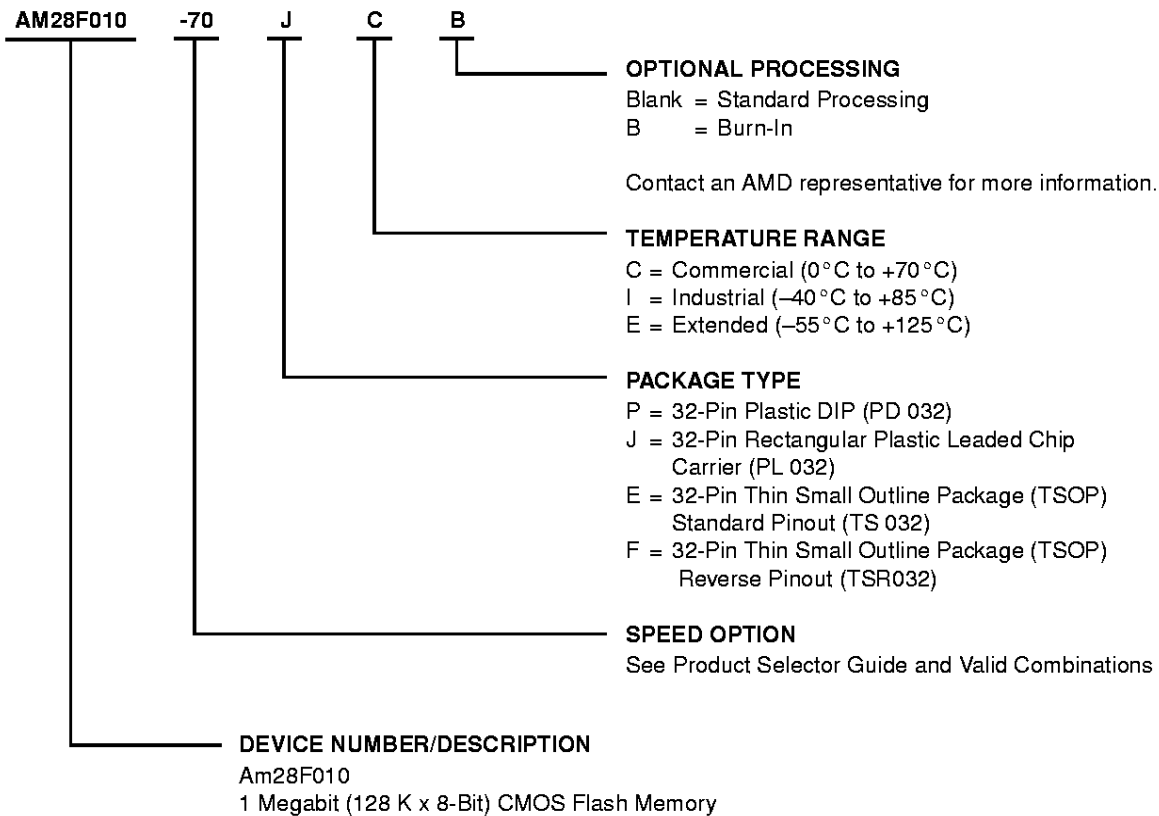 AM28F010 -70 J C B
OPTIONAL PROCESSING
Blank = Standard Processing
B = Burn-In
Contact an AMD representative for more information.
TEMPERATURE RANGE
C = Commercial (0°C to +70°C)
I = Industrial (–40°C to +85°C)
E = Extended (–55°C to +125°C)
PACKAGE TYPE
P = 32-Pin Plastic DIP (PD 032)
J = 32-Pin Rectangular Plastic Leaded Chip
Carrier (PL 032)
E = 32-Pin Thin Small Outline Package (TSOP)
Standard Pinout (TS 032)
F = 32-Pin Thin Small Outline Package (TSOP)
Reverse Pinout (TSR032)
SPEED OPTION
See Product Selector Guide and Valid Combinations
DEVICE NUMBER/DESCRIPTION
Am28F010
1 Megabit (128 K x 8-Bit) CMOS Flash Memory